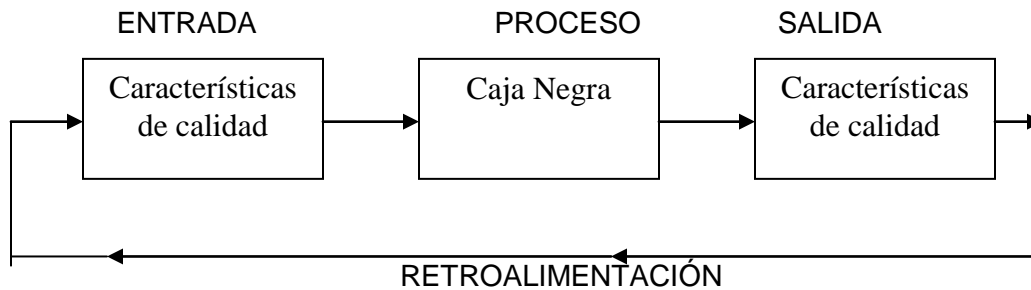 ENTRADA PROCESO SALIDA
Características
de calidad
Caja Negra
Características
de calidad
RETROALIMENTACIÓN